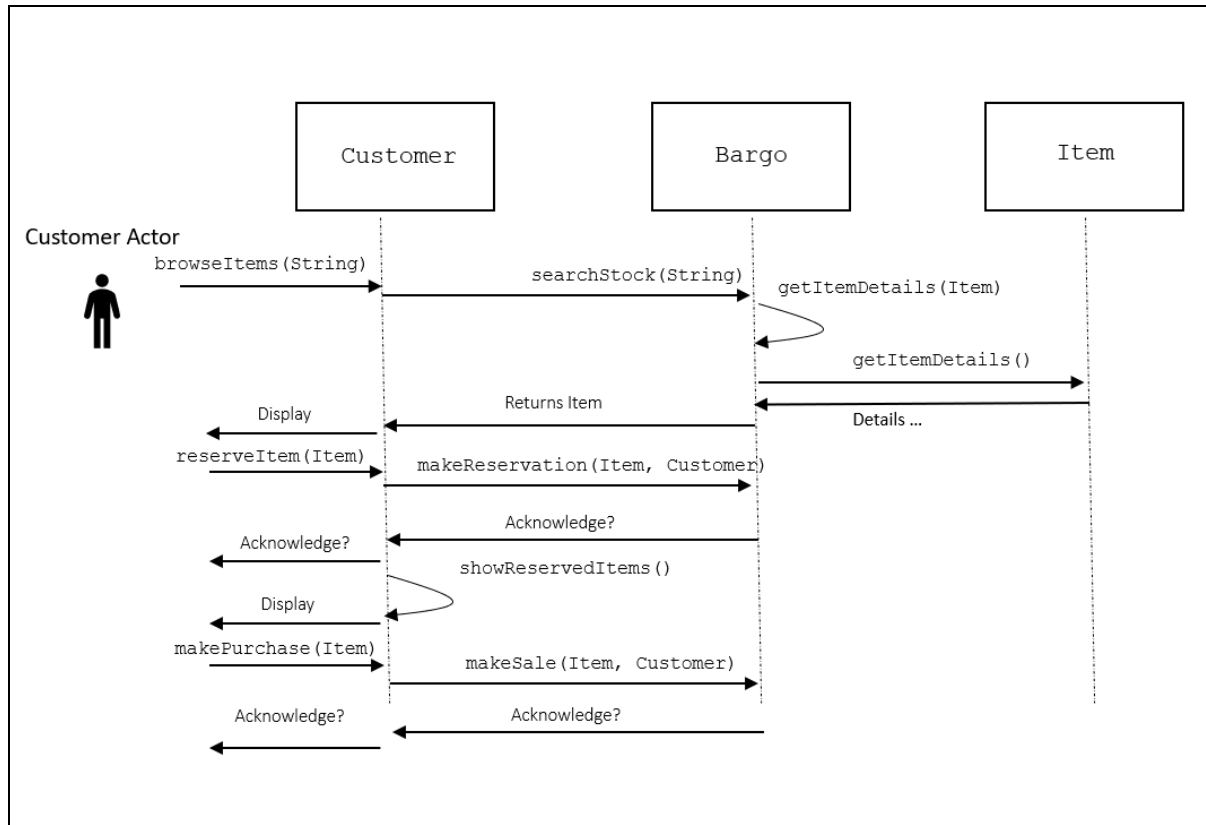 Customer
Bargo
Item
Customer Actor
browseItems(String)
searchStock(String)
getItemDetails(Item)
getItemDetails()
Returns Item
Display
Details ...
reserveItem(Item)
makeReservation(Item, Customer)
Acknowledge?
Acknowledge?
showReservedItems()
Display
makePurchase(Item)
makeSale(Item, Customer)
Acknowledge?
Acknowledge?